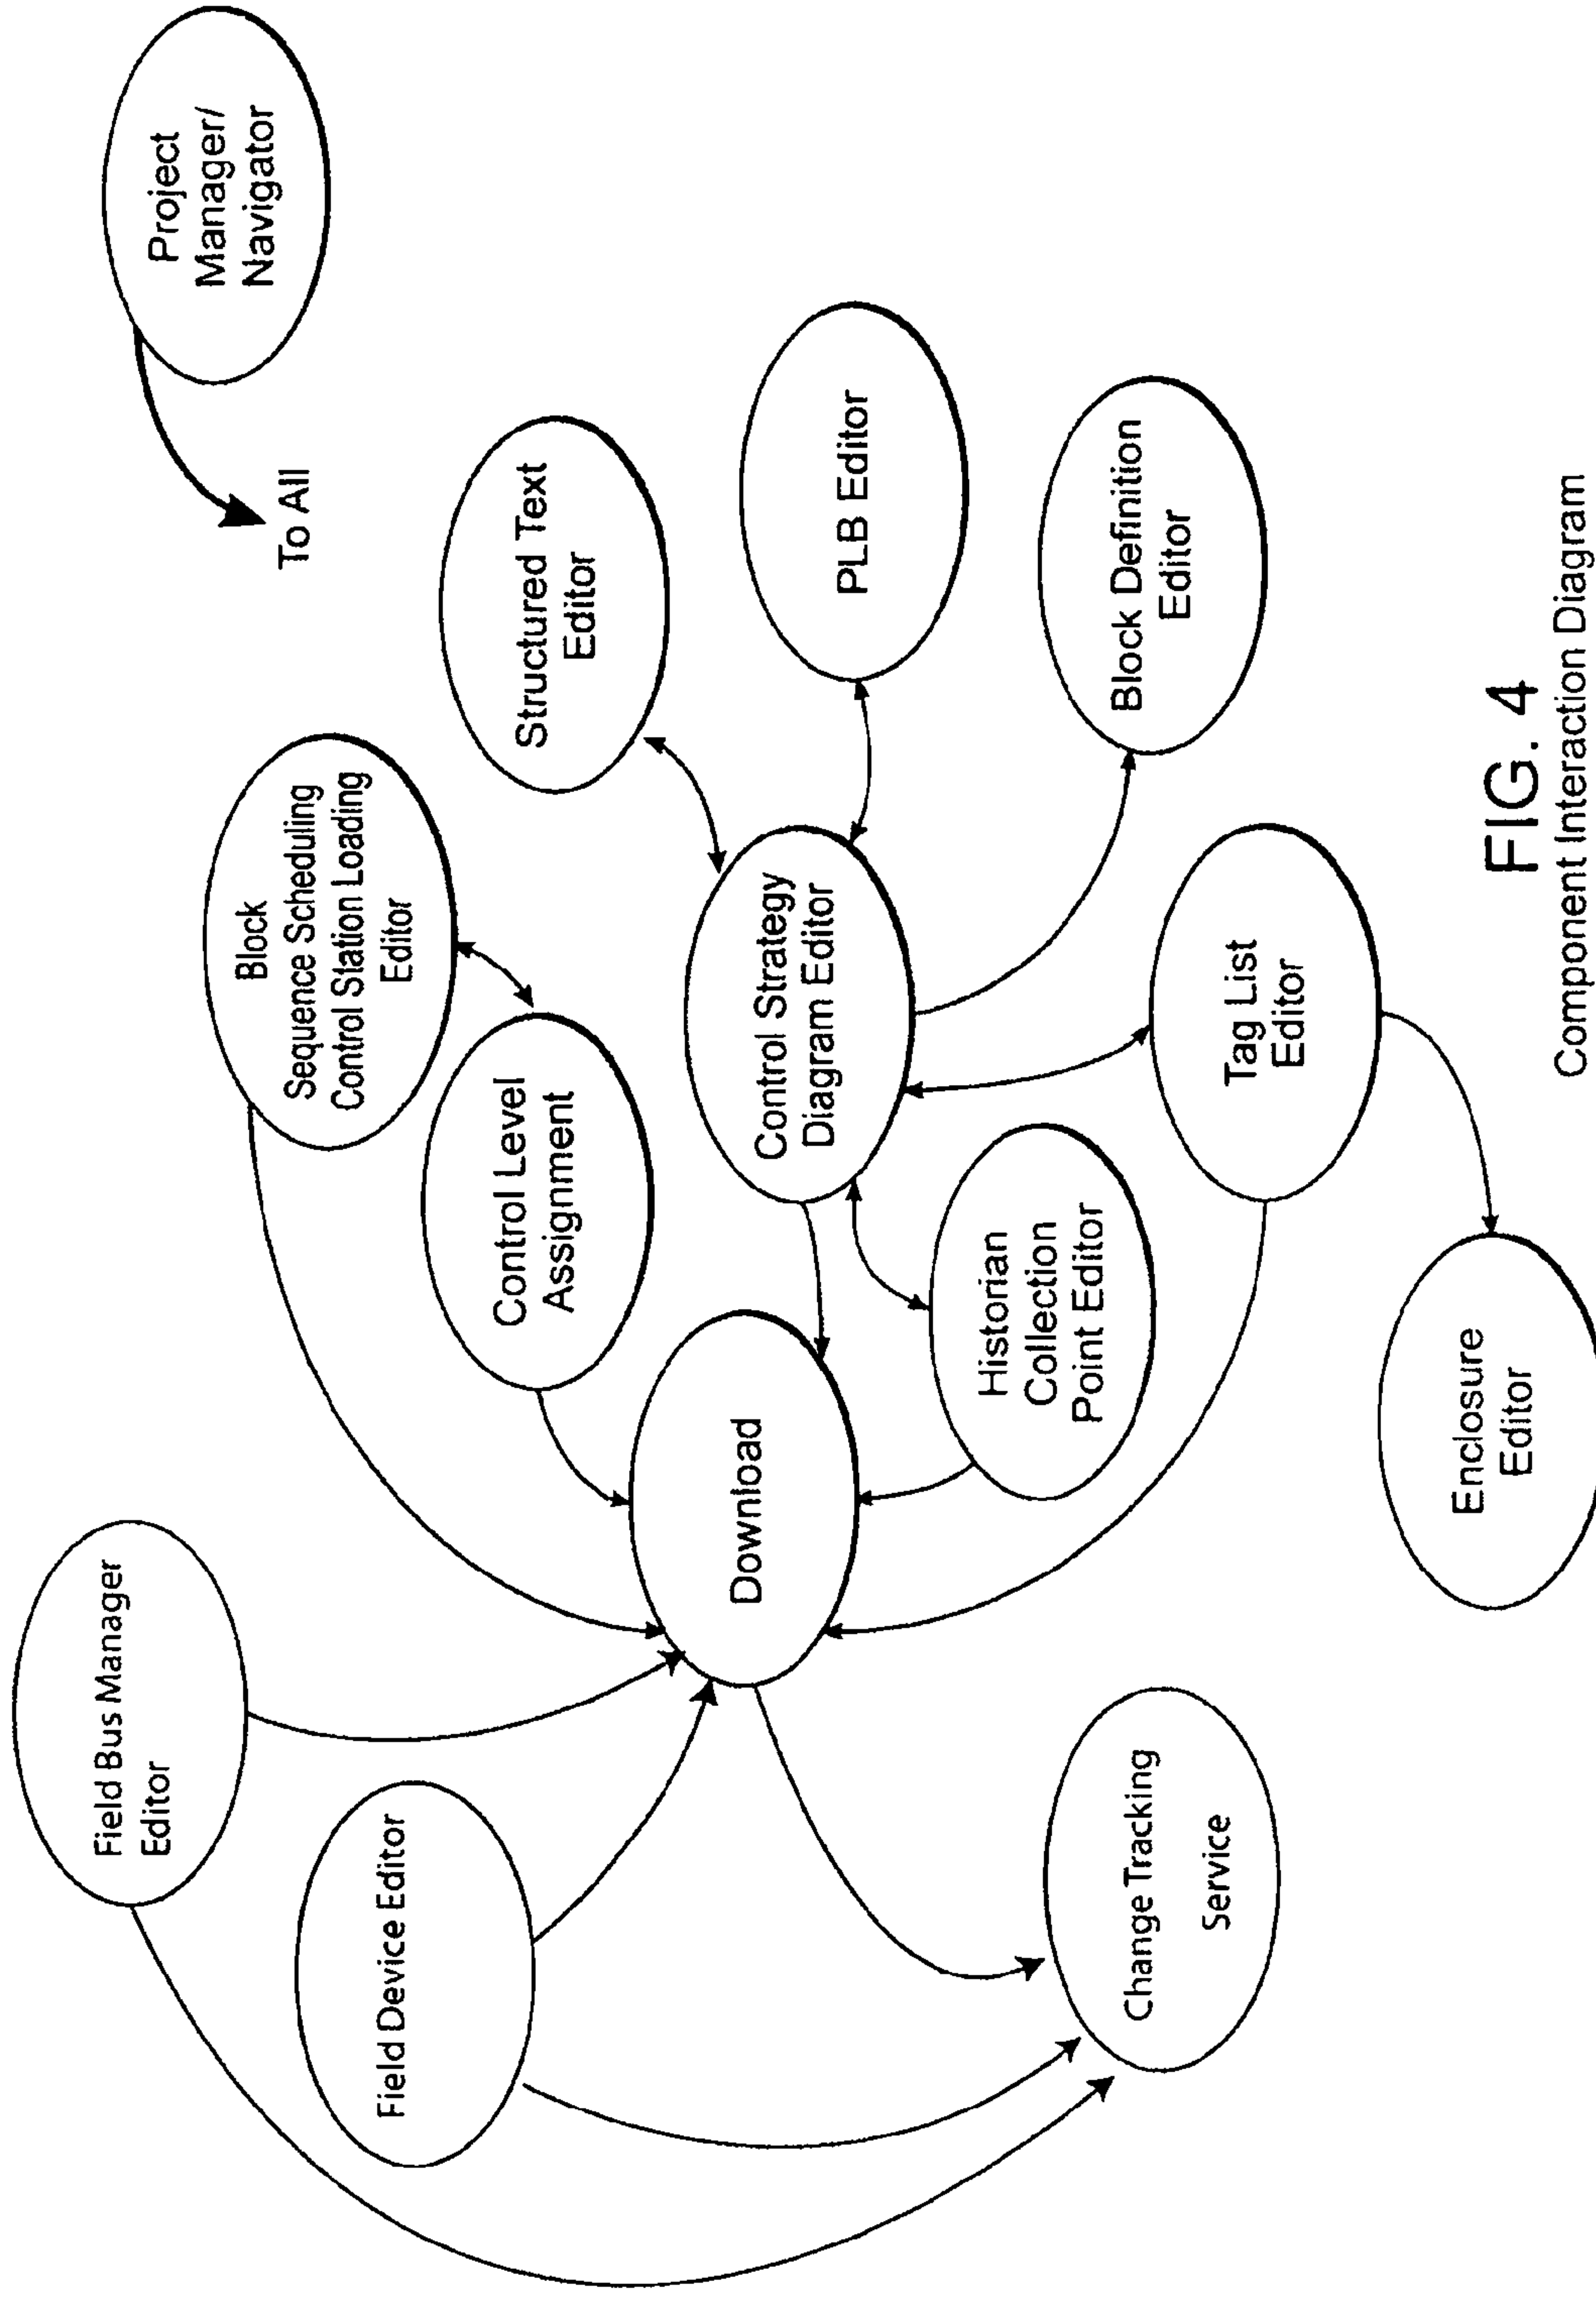 Project
Manager/
Navigator
To All
Structured Text
Editor
PLB Editor
Block Definition
Editor
Block
Sequence Scheduling
Control Station Loading
Editor
Control Level
Assignment
Control Strategy
Diagram Editor
Tag List
Editor
Historian
Collection
Point Editor
Download
Enclosure
Editor
Field Bus Manager
Editor
Field Device Editor
Change Tracking
Service
FIG. 4
Component Interaction Diagram